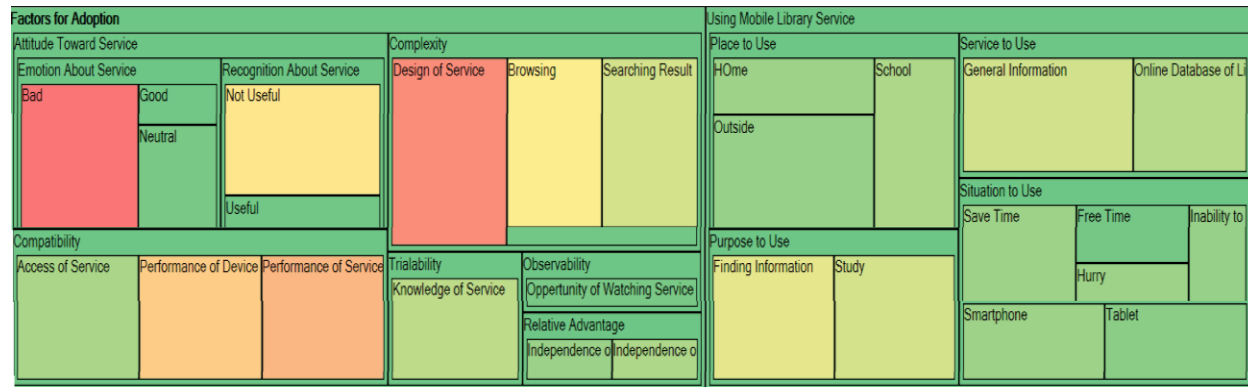 Factors for Adoption
Attitude Toward Service
Emotion About Service
Bad
Good
Neutral
Recognition About Service
Not Useful
Useful
Complexity
Design of Service
Browsing
Searching Result
Compatibility
Access of Service
Performance of Device
Performance of Service
Trialability
Knowledge of Service
Observability
Oppertunity of Watching Service
Relative Advantage
Independence o
Independence o
Using Mobile Library Service
Place to Use
HOme
Outside
School
Service to Use
General Information
Online Database of Li
Purpose to Use
Finding Information
Study
Situation to Use
Save Time
Free Time
Hurry
Inability to
Smartphone
Tablet